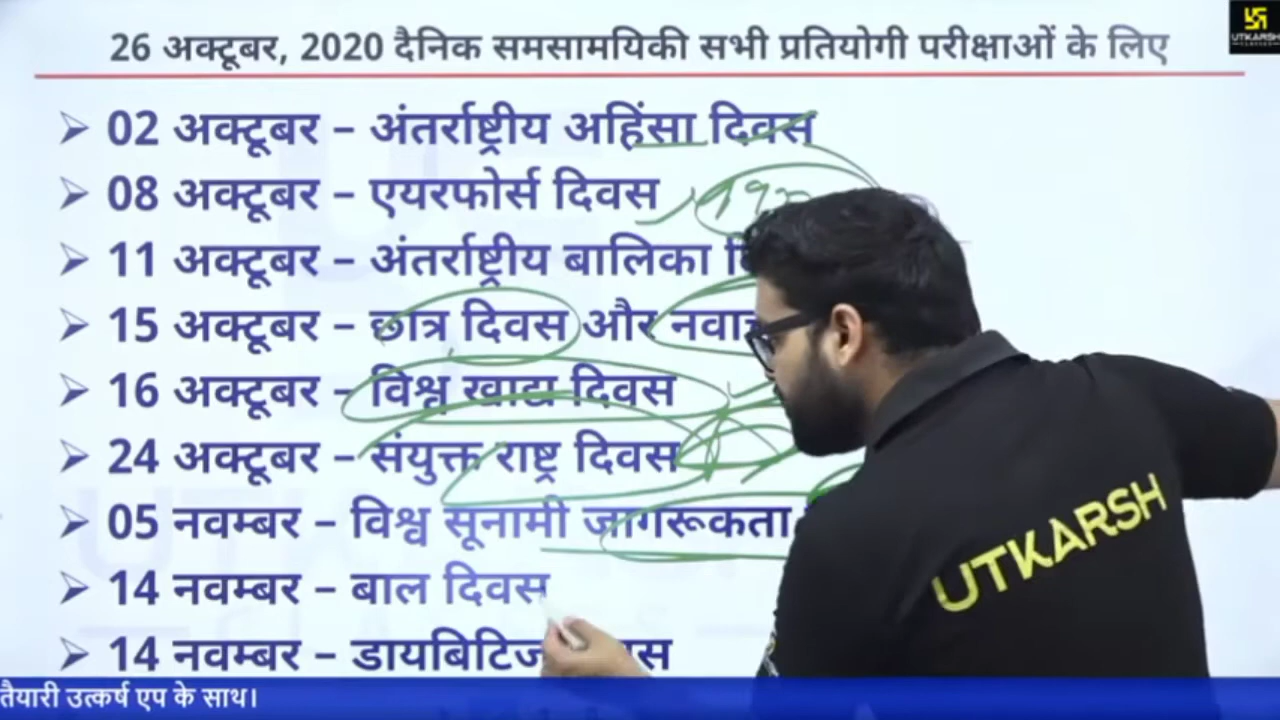 26 अक्टूबर, 2020 दैनिक समसामयिकी सभी प्रतियोगी परीक्षाओं के लिए
UTKARSH
➢ 02 अक्टूबर – अंतर्राष्ट्रीय अहिंसा दिवस
➢ 08 अक्टूबर – एयरफोर्स दिवस
➢ 11 अक्टूबर – अंतर्राष्ट्रीय बालिका
➢ 15 अक्टूबर – छात्र दिवस और
➢ 16 अक्टूबर – विश्व खाद्य दिवस
➢ 24 अक्टूबर – संयुक्त राष्ट्र दिवस
➢ 05 नवम्बर – विश्व सूनामी जागरूकता
➢ 14 नवम्बर – बाल दिवस
➢ 14 नवम्बर –
UTKARSH
तैयारी उत्कर्ष एप के साथ।